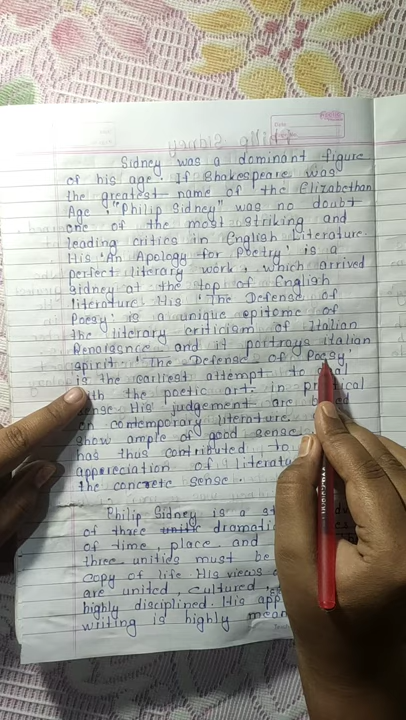 Sidney was a dominant figure
of his age. If Shakespeare was
the greatest name of the Elizabethan
Age. "Philip Sidney" was no doubt
one of the most striking and
leading critics in English Literature.
His 'An Apology for Poetry' is a
perfect literary work, which arrived
Sidney at the top of English
literature. His 'The Defense of
Poesy' is a unique epitome of
the literary criticism of Italian
Renaissnce and it portrays Italian
spirit. 'The Defense of Poesy'
is the earliest attempt to
with the poetic art in
sense. His judgement are
on contemporary literature.
show ample of good sense
has thus contributed to
appreciation of
the concrete sense.
Philip Sidney is a
of three unity dramatic
of time, place and
three unities must be
copy of life. His views
are united, cultured
highly disciplined. His
writing is highly